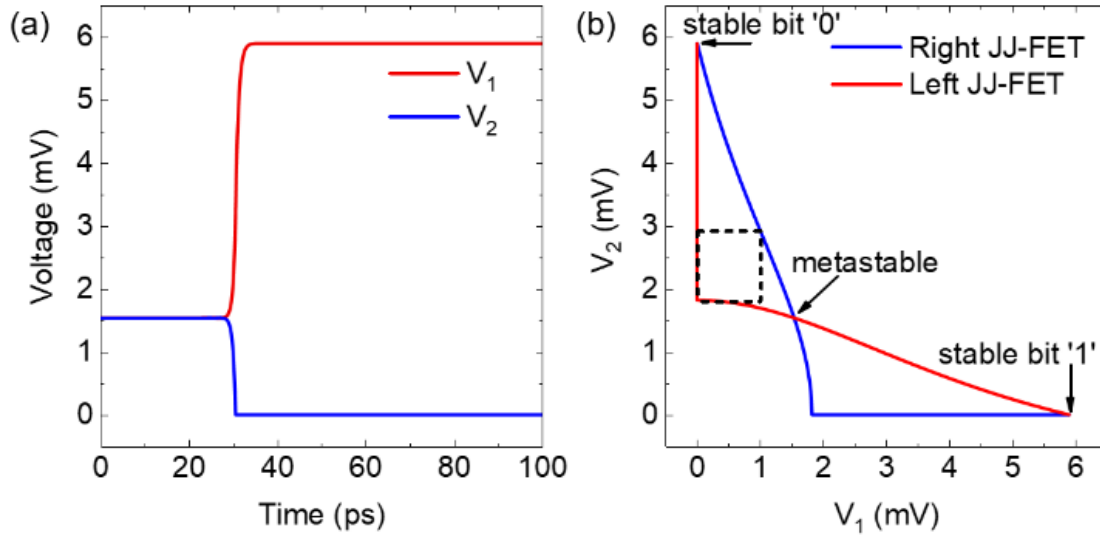 (a)
Voltage (mV)
6
5
4
3
2
1
0
V₁
V₂
0 20 40 60 80 100
Time (ps)
(b)
stable bit '0'
Right JJ-FET
Left JJ-FET
V₂ (mV)
6
5
4
3
2
1
0
metastable
stable bit '1'
0 1 2 3 4 5 6
V₁ (mV)